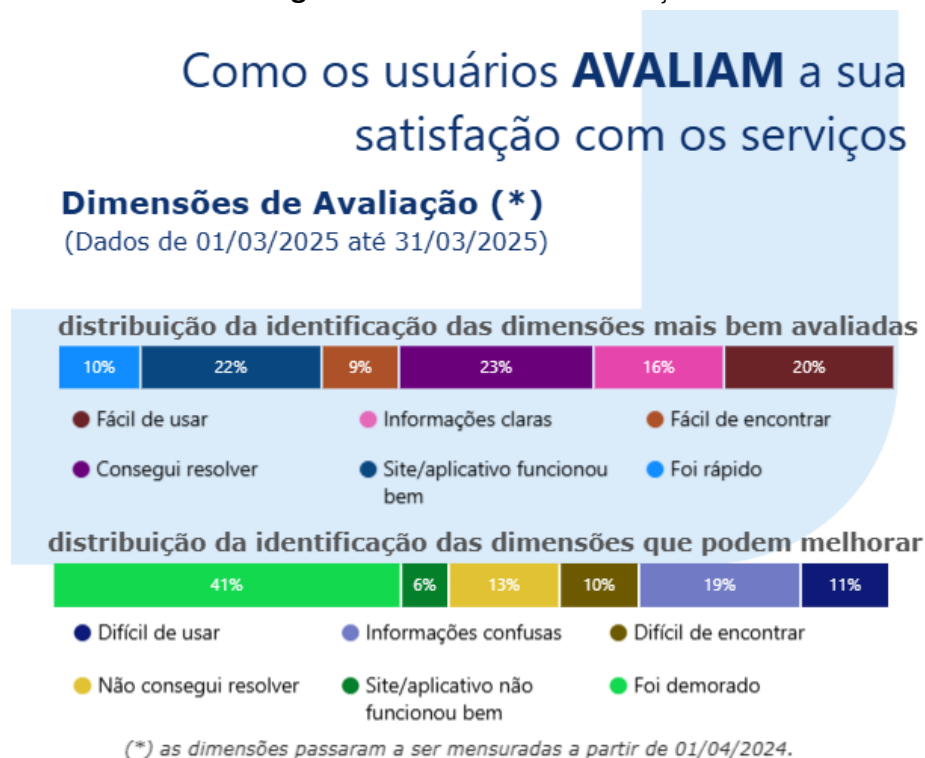 Como os usuários AVALIAM a sua
satisfação com os serviços
Dimensões de Avaliação (*)
(Dados de 01/03/2025 até 31/03/2025)
distribuição da identificação das dimensões mais bem avaliadas
10% 22% 9% 23% 16% 20%
Fácil de usar Informações claras Fácil de encontrar
Consegui resolver Site/aplicativo funcionou Foi rápido
bem
distribuição da identificação das dimensões que podem melhorar
41% 6% 13% 10% 19% 11%
Difícil de usar Informações confusas Difícil de encontrar
Não consegui resolver Site/aplicativo não Foi demorado
funcionou bem
(*) as dimensões passaram a ser mensuradas a partir de 01/04/2024.